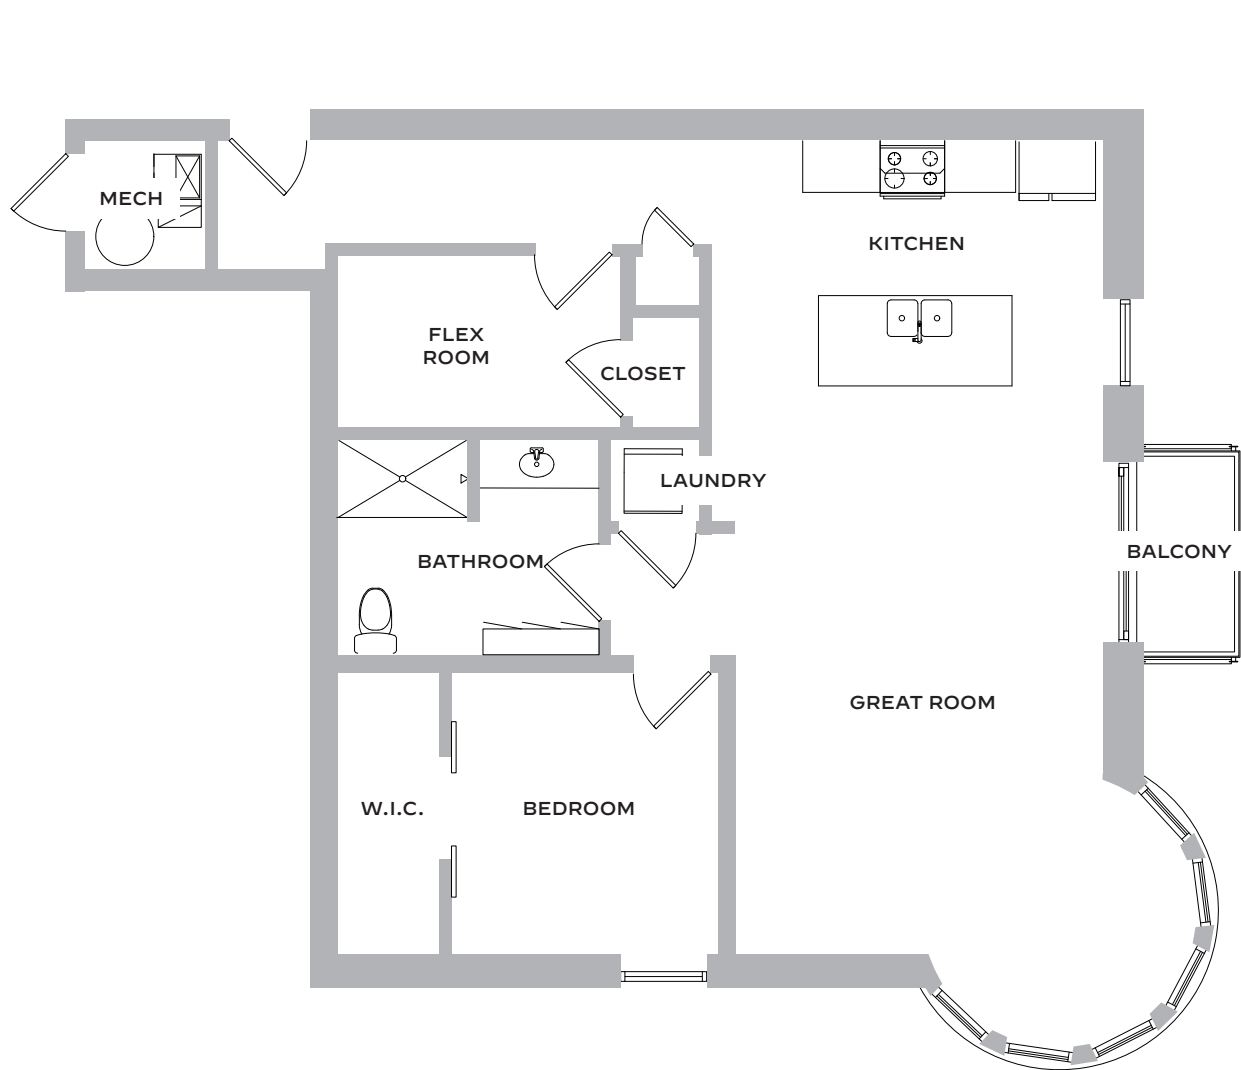 MECH
KITCHEN
FLEX
ROOM
CLOSET
LAUNDRY
BATHROOM
BALCONY
GREAT ROOM
W.I.C.
BEDROOM